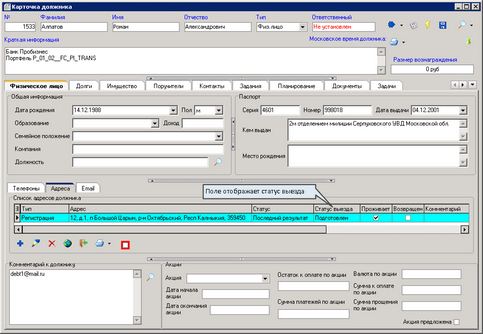 Карточка должника
№ Фамилия Имя Отчество Тип Ответственный
1533 Алпатов Роман Александрович Физ.лицо Не установлен
Краткая информация Московское время должника:
Банк Пробизнес
Портфель P_01_02__FC_PI_TRANS
Размер вознаграждения
0 руб
Физическое лицо Долги Имущество Поручители Контакты Задания Планирование Документы Задачи
Общая информация Паспорт
Дата рождения 14.12.1988 Пол м Серия 4601 Номер 998018 Дата выдачи 04.12.2001
Образование Доход Кем выдан 2м отделением милиции Серпуховского УВД Московской обл.
Семейное положение
Компания Место рождения
Должность
Поле отображает статус выезда
Телефоны Адреса Email
Список адресов должника
Тип Адрес Статус Статус выезда Проживает Возвращен Комментарий
Регистрация 12, д.1, п Большой Царын, р-н Октябрьский, Респ Калмыкия, 359450 Последний результат Подготовлен
Комментарий к должнику Акции
debt1@mail.ru Акция Остаток к оплате по акции Валюта по акции
Дата начала акции Сумма к оплате по акции
Дата окончания акции Сумма платежей по акции Сумма прощения по акции
Акция предложена